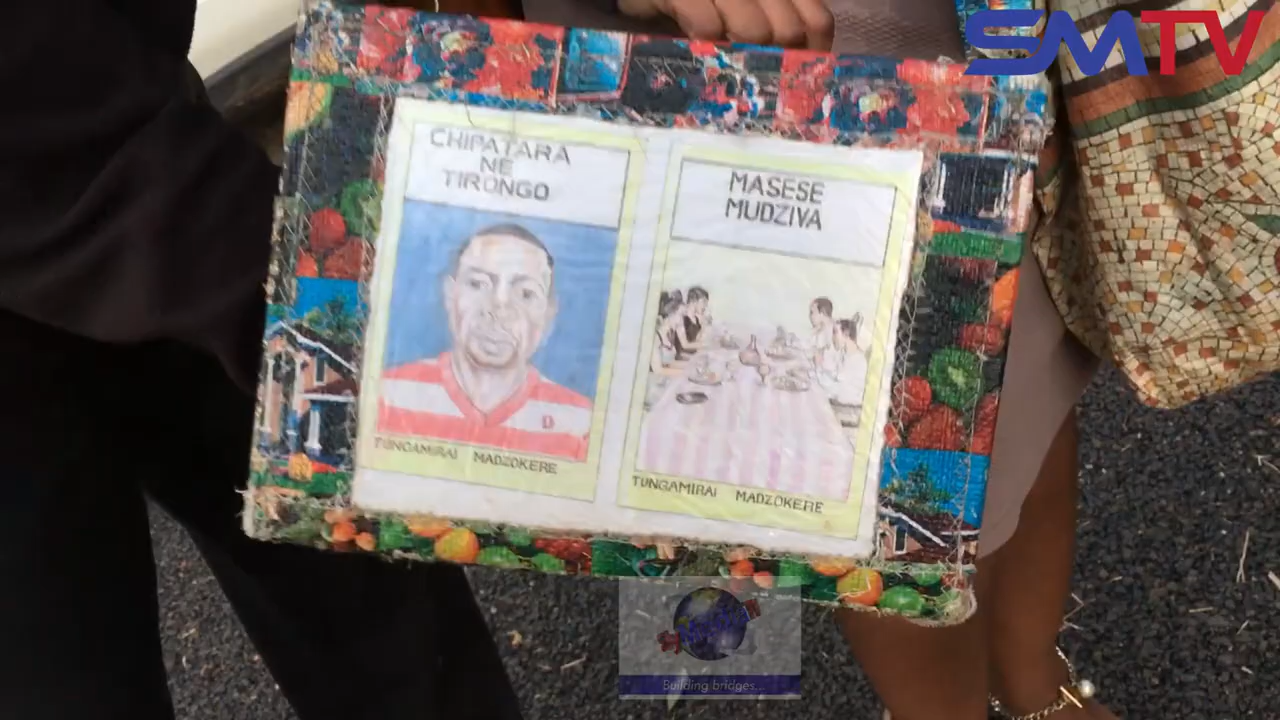 SMTV
CHIPATARA
NE
TIRONGO
D
TUNGAMIRAI MADZOKERE
MASESE
MUDZIVA
TUNGAMIRAI MADZOKERE
Building bridges...